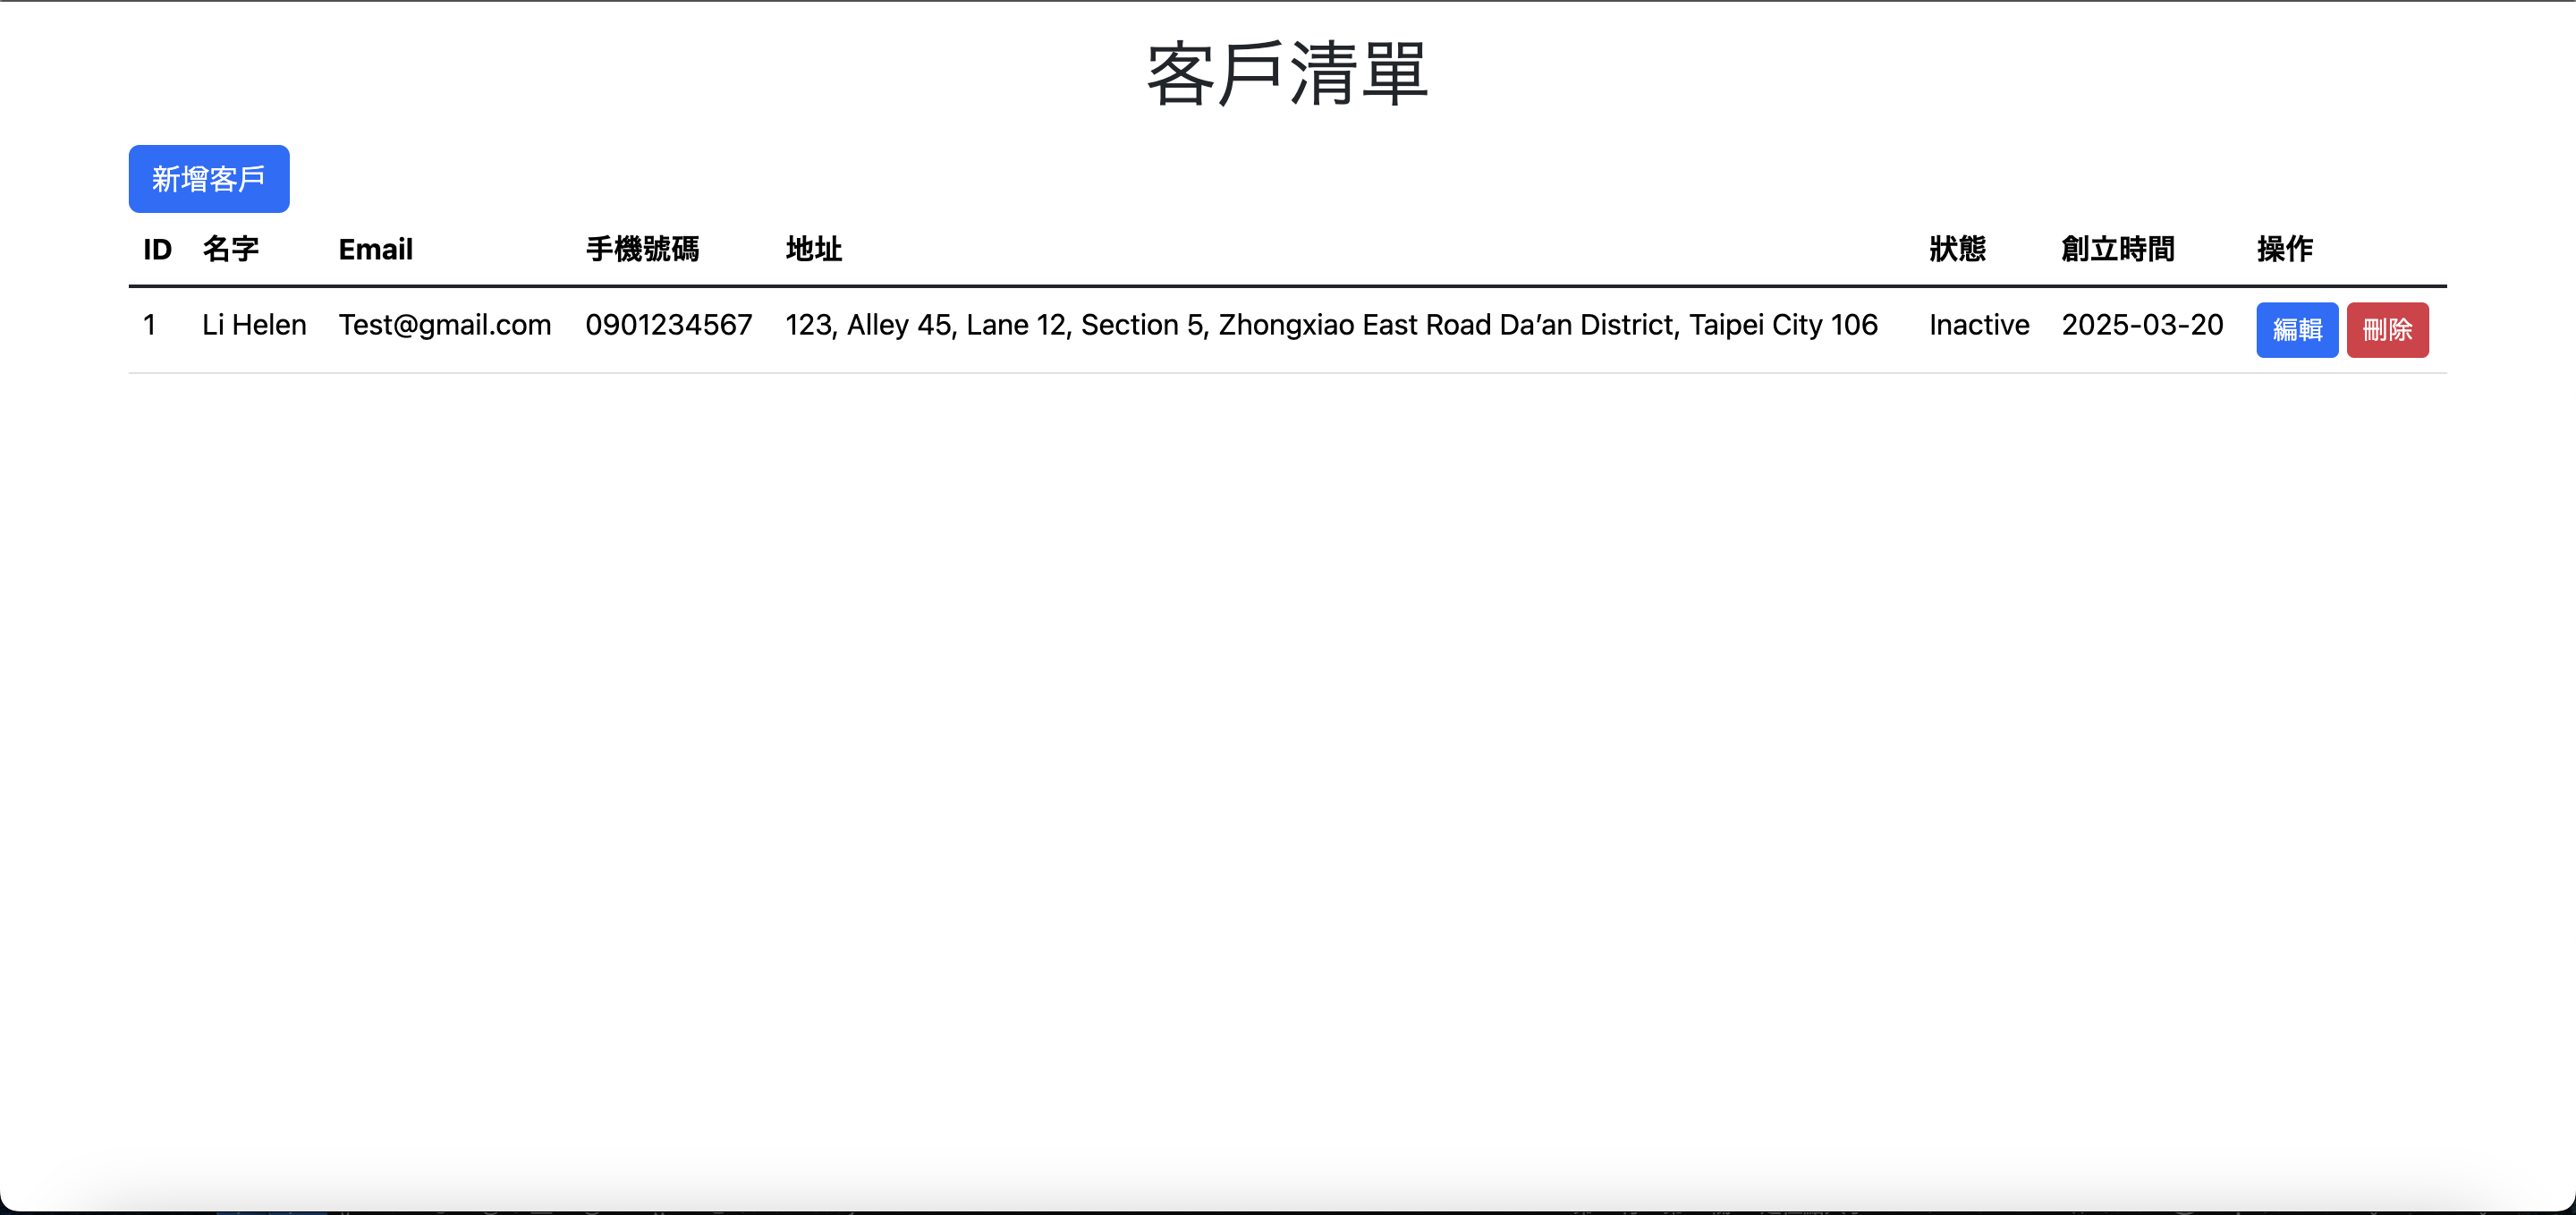 客戶清單
新增客戶
ID 名字 Email 手機號碼 地址 狀態 創立時間 操作
1 Li Helen Test@gmail.com 0901234567 123, Alley 45, Lane 12, Section 5, Zhongxiao East Road Da’an District, Taipei City 106 Inactive 2025-03-20 編輯 刪除